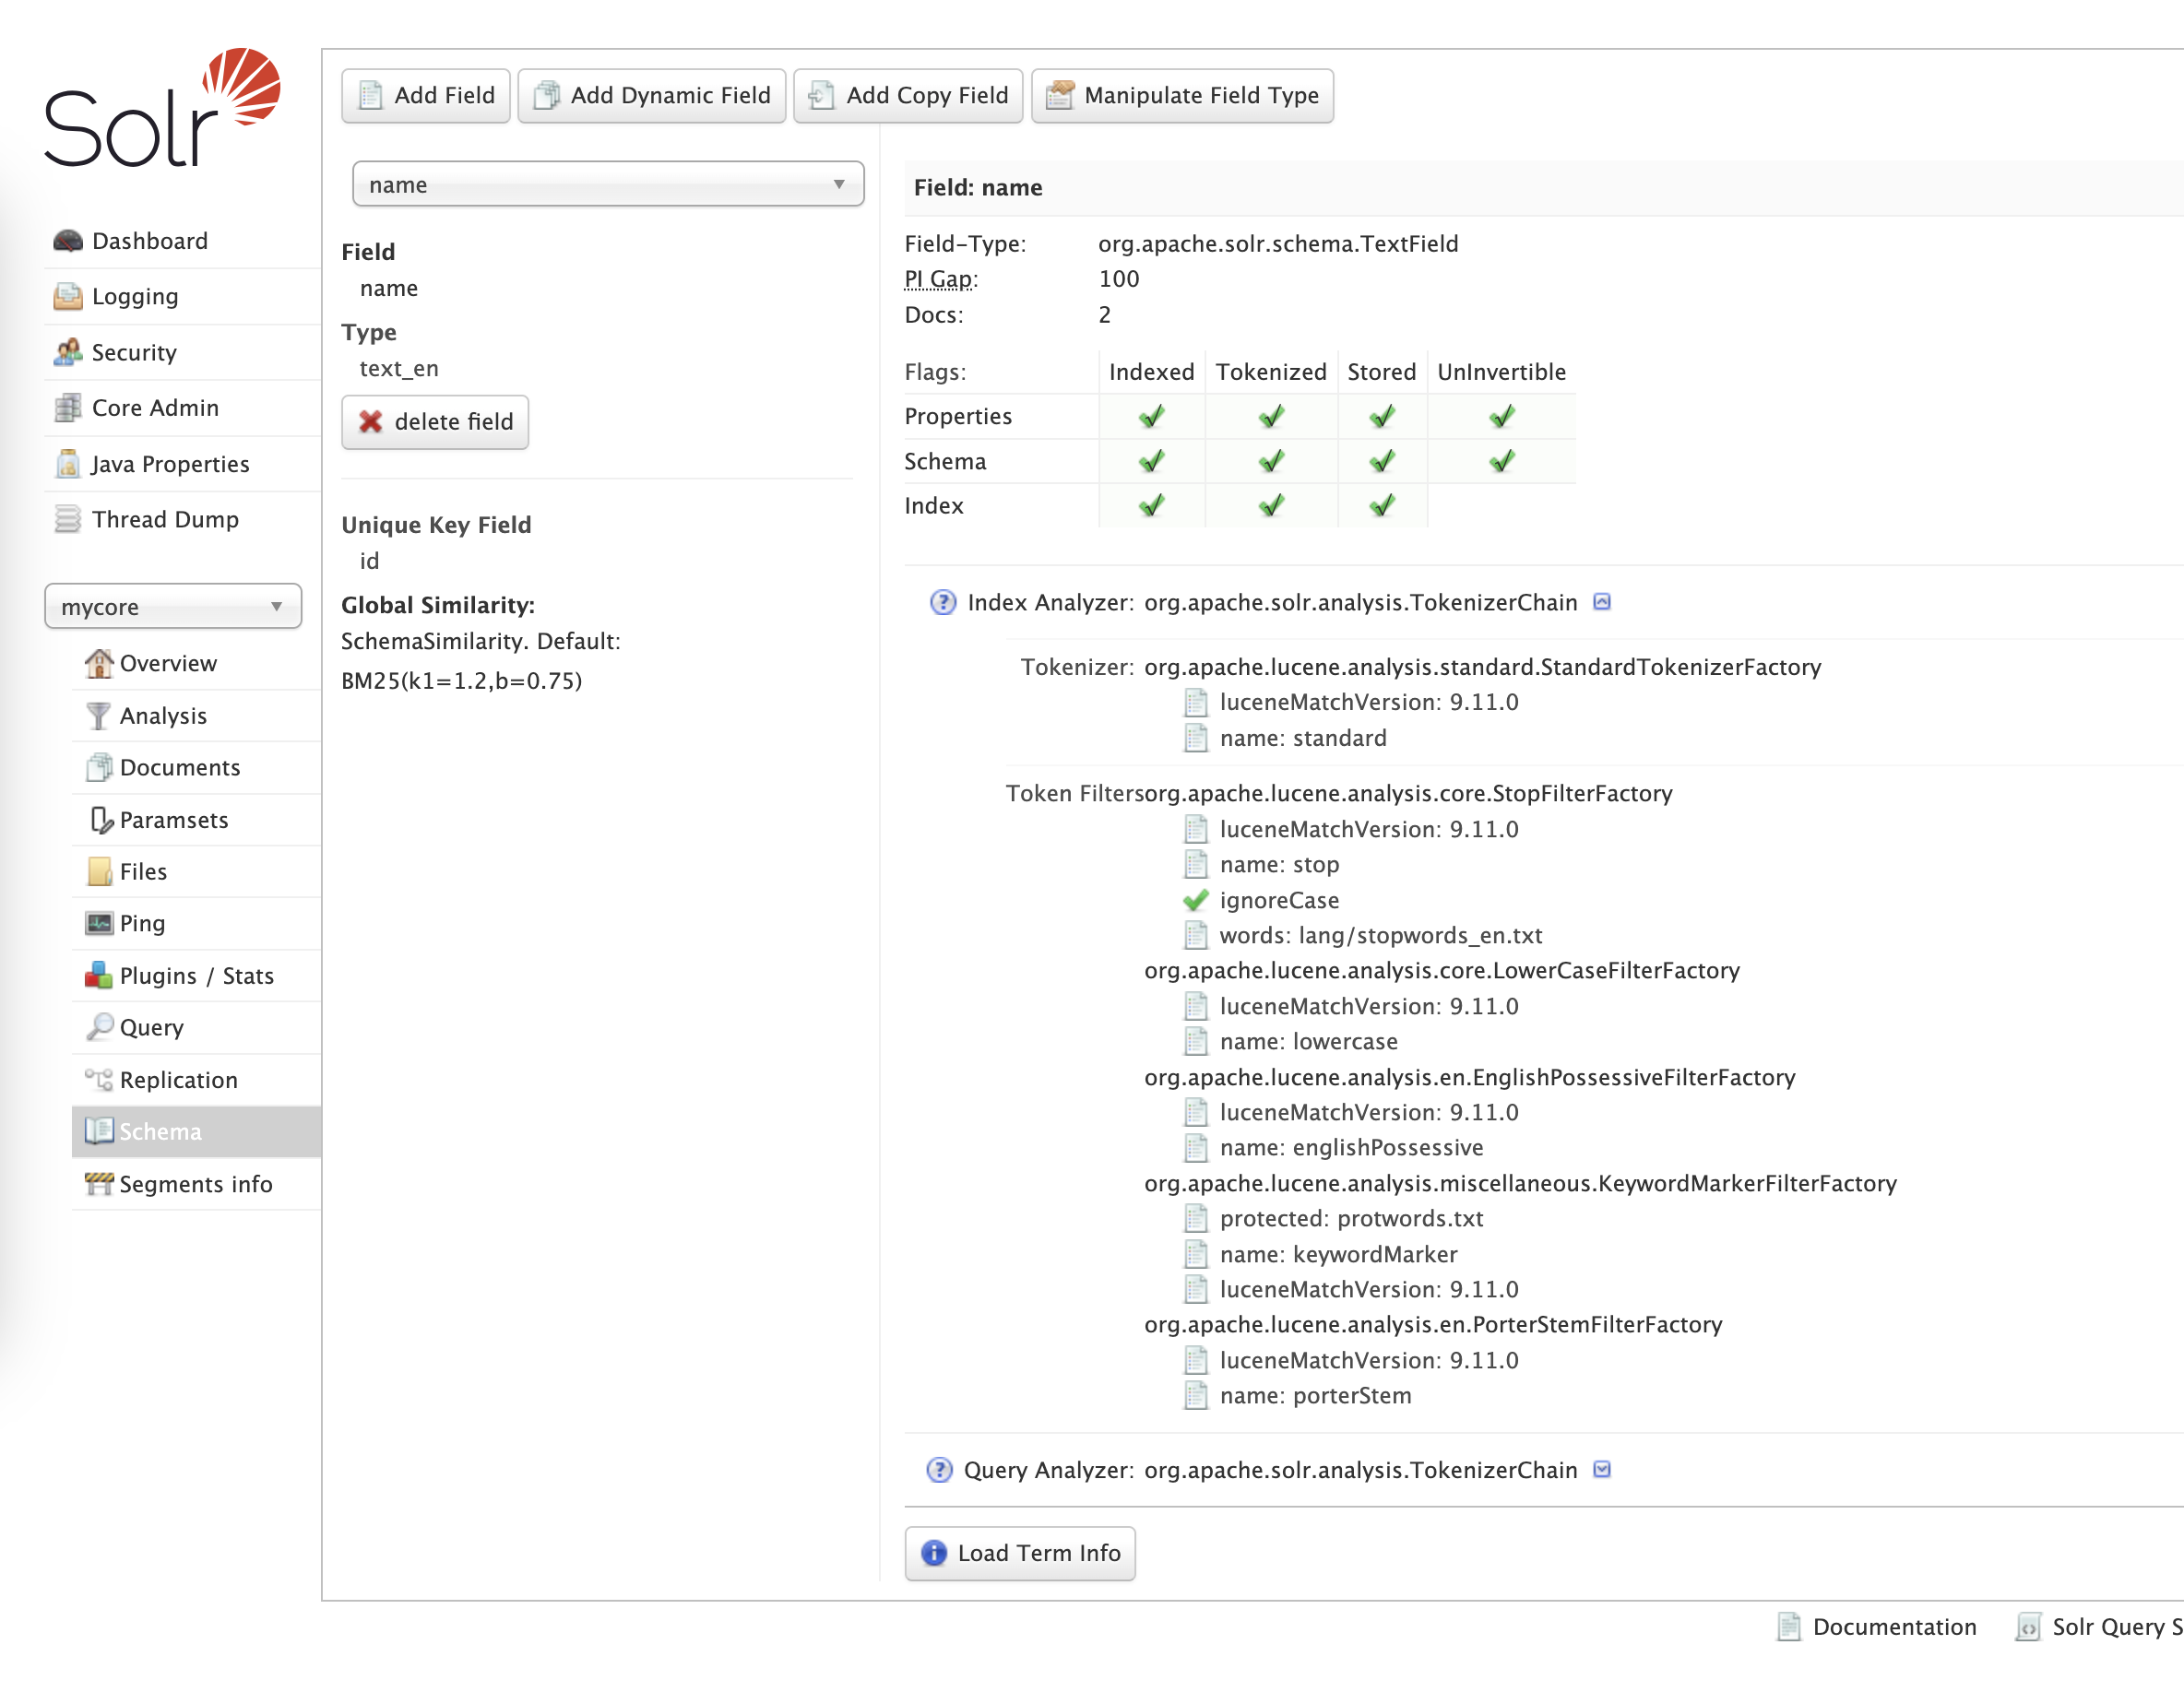 Solr
Dashboard
Logging
Security
Core Admin
Java Properties
Thread Dump
mycore
Overview
Analysis
Documents
Paramsets
Files
Ping
Plugins / Stats
Query
Replication
Schema
Segments info
Add Field
Add Dynamic Field
Add Copy Field
Manipulate Field Type
name
Field
name
Type
text_en
delete field
Unique Key Field
id
Global Similarity:
SchemaSimilarity. Default:
BM25(k1=1.2,b=0.75)
Field: name
Field-Type: org.apache.solr.schema.TextField
PI Gap: 100
Docs: 2
Flags: Indexed Tokenized Stored UnInvertible
Properties
Schema
Index
Index Analyzer: org.apache.solr.analysis.TokenizerChain
Tokenizer: org.apache.lucene.analysis.standard.StandardTokenizerFactory
luceneMatchVersion: 9.11.0
name: standard
Token Filtersorg.apache.lucene.analysis.core.StopFilterFactory
luceneMatchVersion: 9.11.0
name: stop
ignoreCase
words: lang/stopwords_en.txt
org.apache.lucene.analysis.core.LowerCaseFilterFactory
luceneMatchVersion: 9.11.0
name: lowercase
org.apache.lucene.analysis.en.EnglishPossessiveFilterFactory
luceneMatchVersion: 9.11.0
name: englishPossessive
org.apache.lucene.analysis.miscellaneous.KeywordMarkerFilterFactory
protected: protwords.txt
name: keywordMarker
luceneMatchVersion: 9.11.0
org.apache.lucene.analysis.en.PorterStemFilterFactory
luceneMatchVersion: 9.11.0
name: porterStem
Query Analyzer: org.apache.solr.analysis.TokenizerChain
Load Term Info
Documentation
Solr Query S